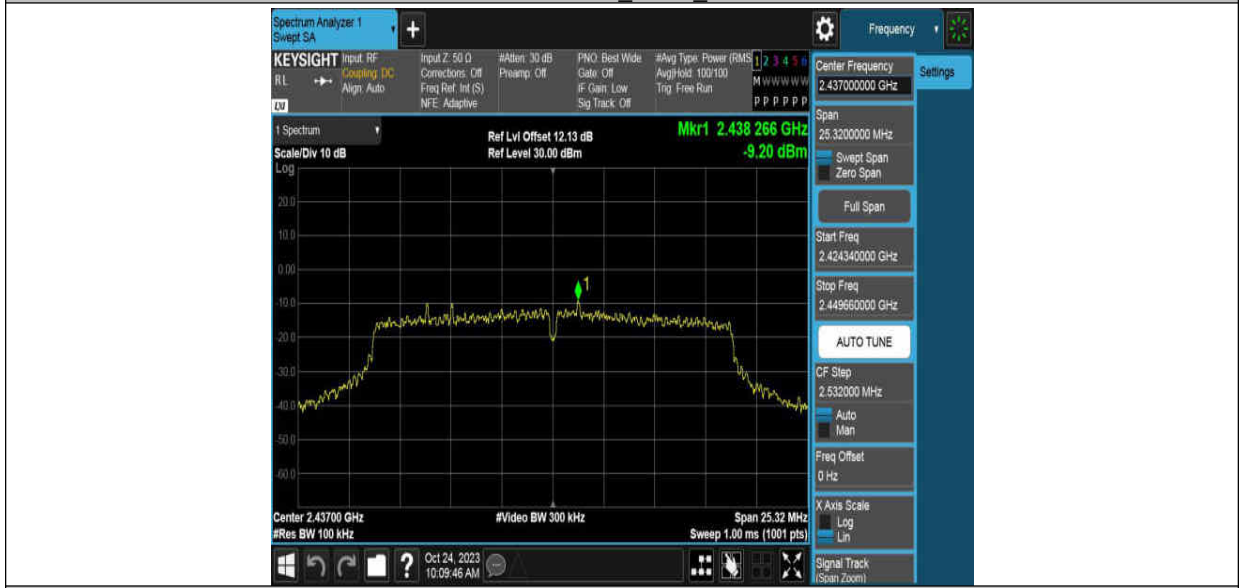 Spectrum Analyzer 1
Swept SA
+
Frequency
KEYSIGHT
RL
Input: RF
Coupling: DC
Align: Auto
Input Z: 50 Ω
Corrections: Off
Freq Ref: Int (S)
NFE: Adaptive
#Atten: 30 dB
Preamp: Off
PNO: Best Wide
Gate: Off
IF Gain: Low
Sig Track: Off
#Avg Type: Power (RMS
Avg|Hold: 100/100
Trig: Free Run
1 2 3 4 5 6
M W W W W W
P P P P P P
Center Frequency
2.437000000 GHz
Settings
Span
25.3200000 MHz
Swept Span
Zero Span
Full Span
Start Freq
2.424340000 GHz
Stop Freq
2.449660000 GHz
AUTO TUNE
CF Step
2.532000 MHz
Auto
Man
Freq Offset
0 Hz
X Axis Scale
Log
Lin
Signal Track
(Span Zoom)
1 Spectrum
Scale/Div 10 dB
Log
Ref Lvl Offset 12.13 dB
Ref Level 30.00 dBm
Mkr1 2.438 266 GHz
-9.20 dBm
20.0
10.0
0.00
-10.0
-20.0
-30.0
-40.0
-50.0
-60.0
1
Center 2.43700 GHz
#Res BW 100 kHz
#Video BW 300 kHz
Span 25.32 MHz
Sweep 1.00 ms (1001 pts)
?
Oct 24, 2023
10:09:46 AM